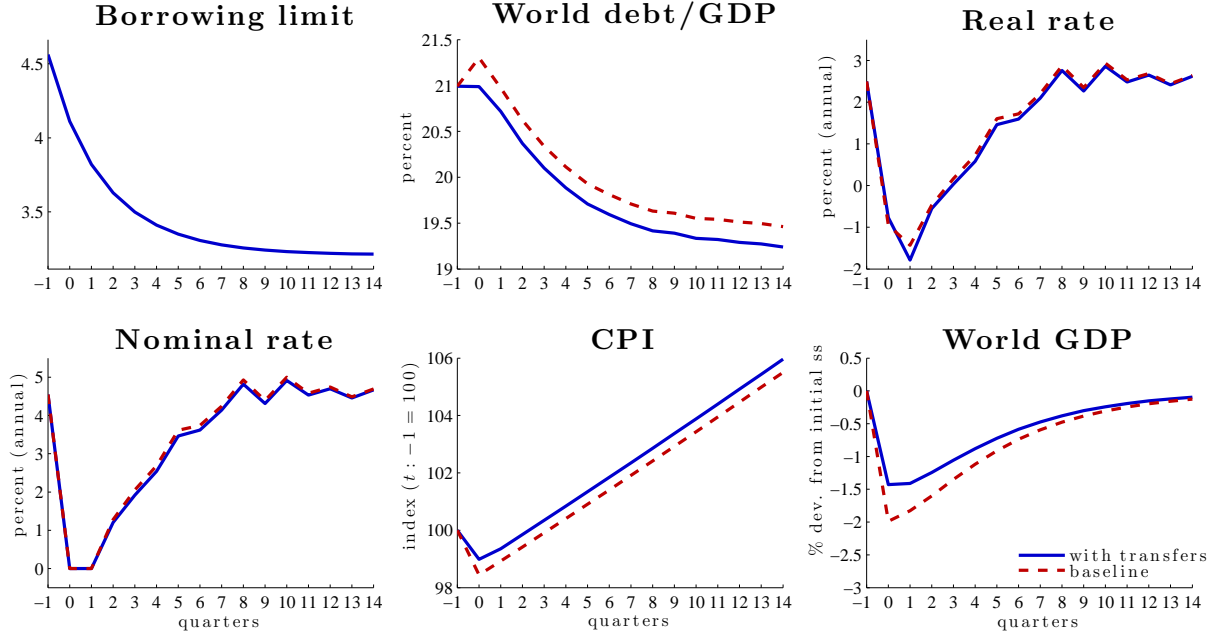 Borrowing limit
4.5
4
3.5
−1 0 1 2 3 4 5 6 7 8 9 10 11 12 13 14
World debt/GDP
percent
21.5
21
20.5
20
19.5
19
−1 0 1 2 3 4 5 6 7 8 9 10 11 12 13 14
Real rate
percent (annual)
3
2
1
0
−1
−2
−1 0 1 2 3 4 5 6 7 8 9 10 11 12 13 14
Nominal rate
percent (annual)
5
4
3
2
1
0
−1 0 1 2 3 4 5 6 7 8 9 10 11 12 13 14
quarters
CPI
index (t : −1 = 100)
106
104
102
100
98
−1 0 1 2 3 4 5 6 7 8 9 10 11 12 13 14
quarters
World GDP
% dev. from initial ss
0.5
0
−0.5
−1
−1.5
−2
−2.5
−3
with transfers
baseline
−1 0 1 2 3 4 5 6 7 8 9 10 11 12 13 14
quarters